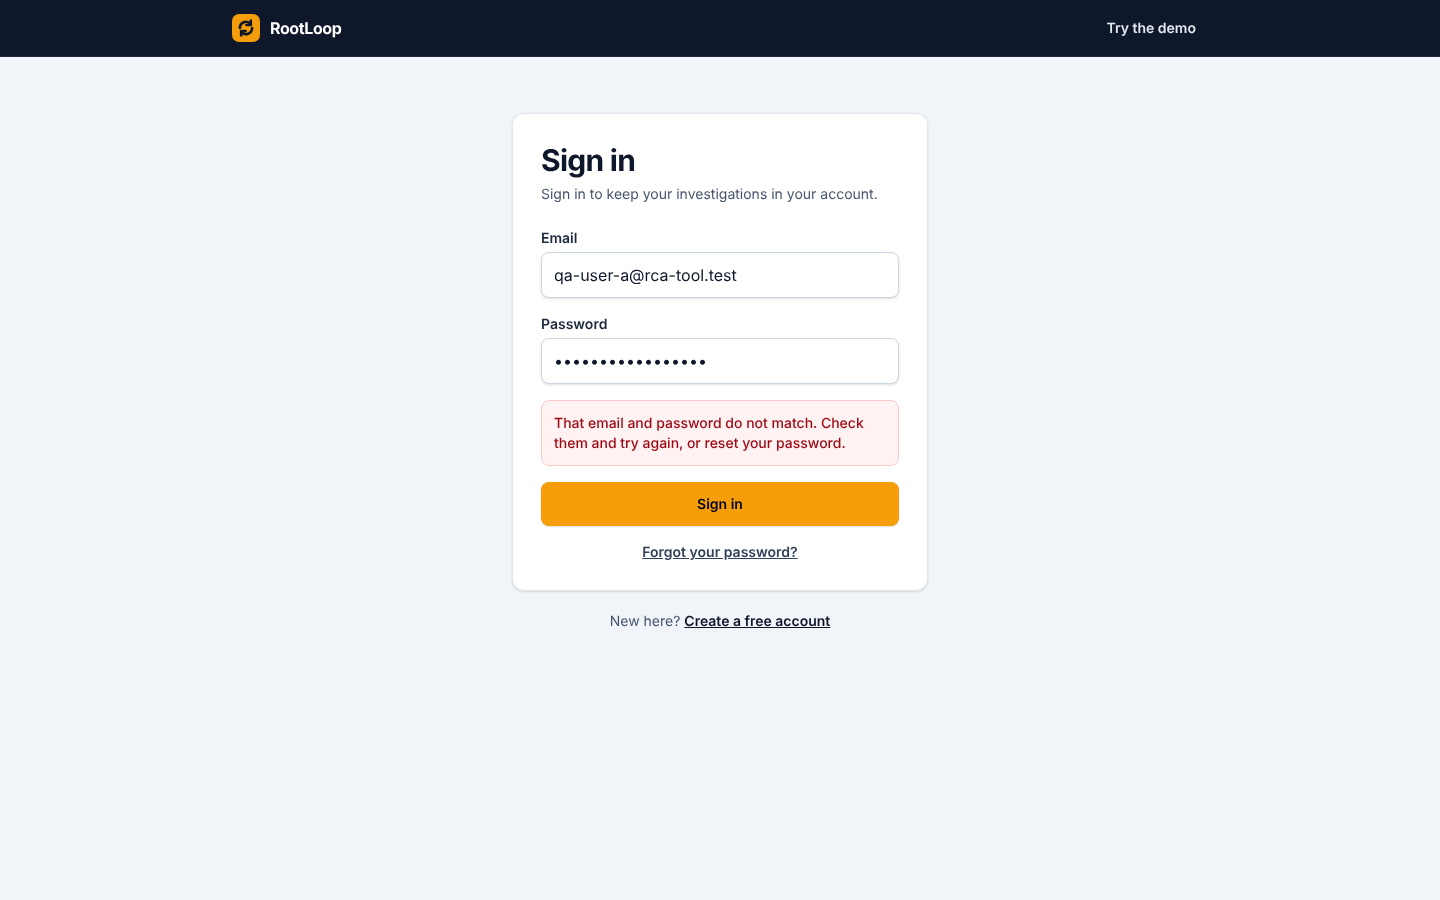 RootLoop
Try the demo
Sign in
Sign in to keep your investigations in your account.
Email
qa-user-a@rca-tool.test
Password
•••••••••••••••••
That email and password do not match. Check
them and try again, or reset your password.
Sign in
Forgot your password?
New here? Create a free account